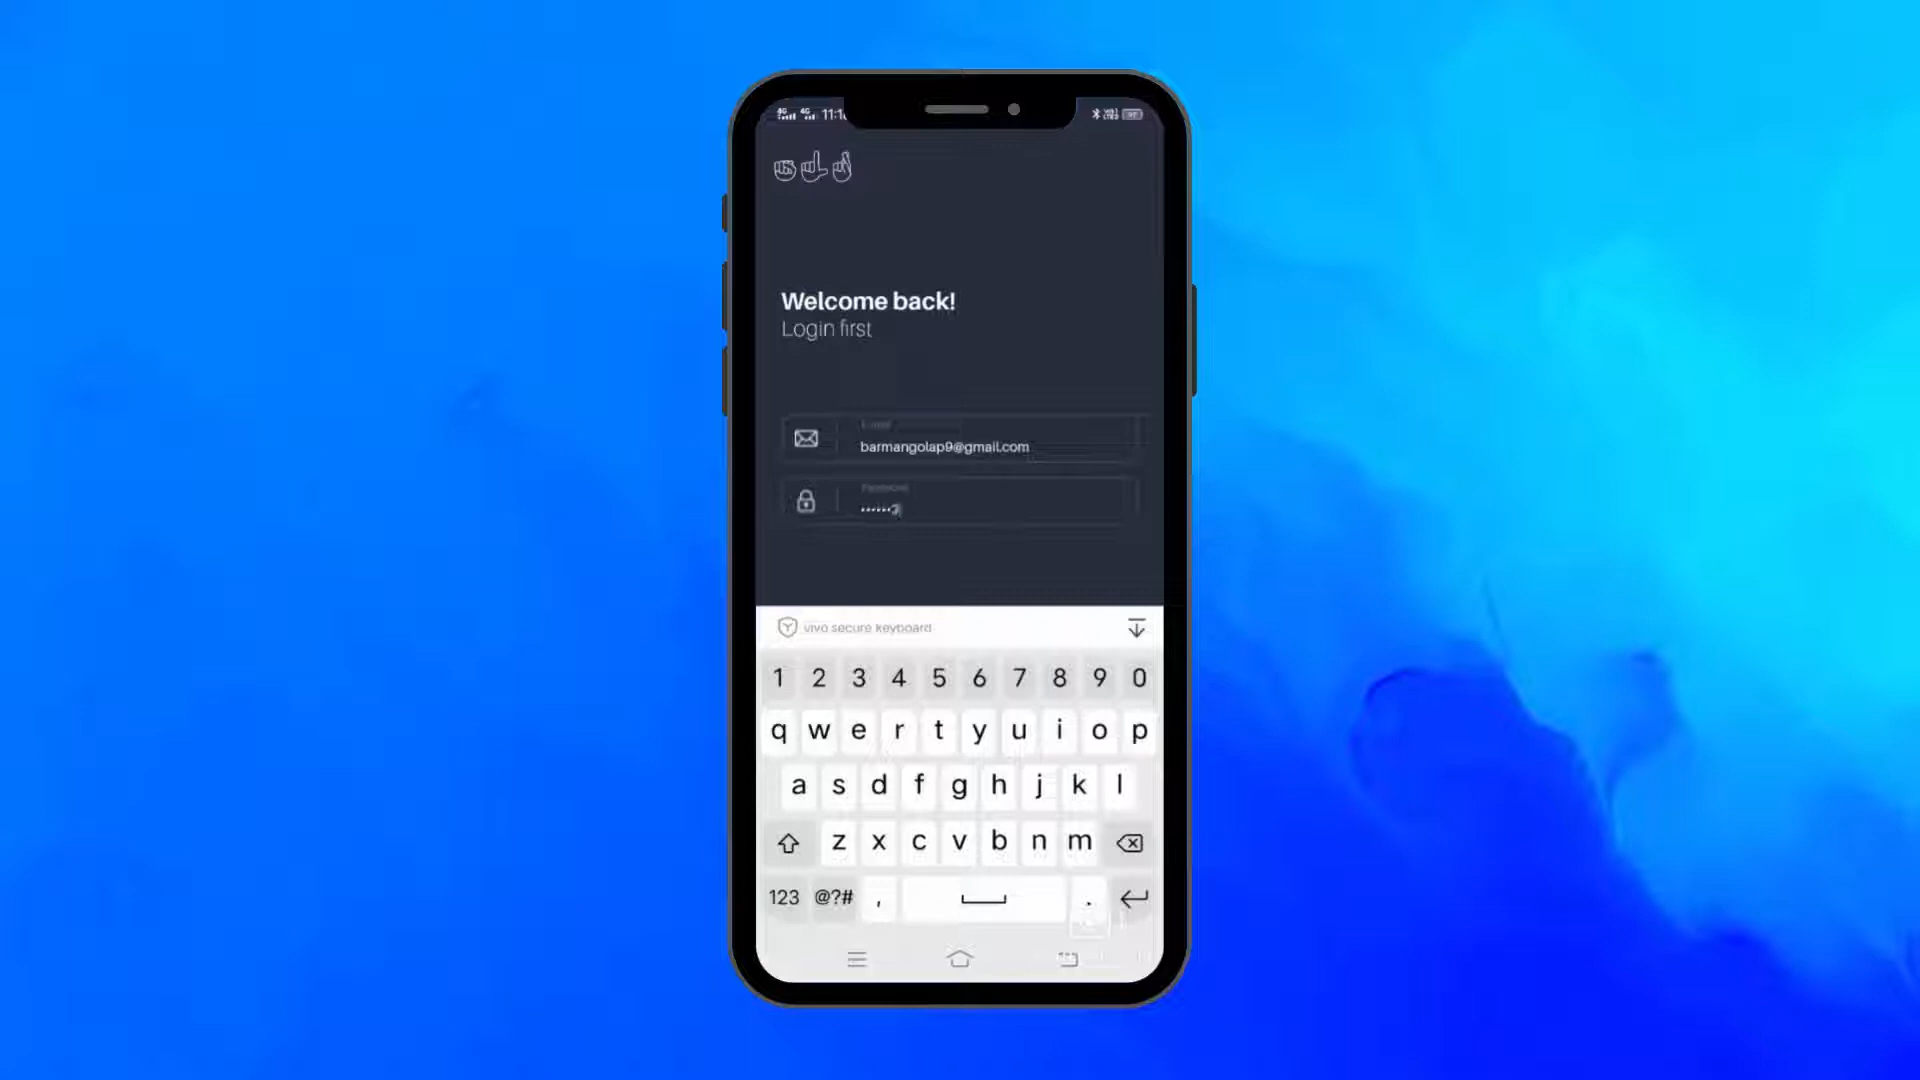 Welcome back!
Login first
barmangolap9@gmail.com
Password
vivo secure keyboard
1 2 3 4 5 6 7 8 9 0
q w e r t y u i o p
a s d f g h j k l
z x c v b n m
123 @?# , .